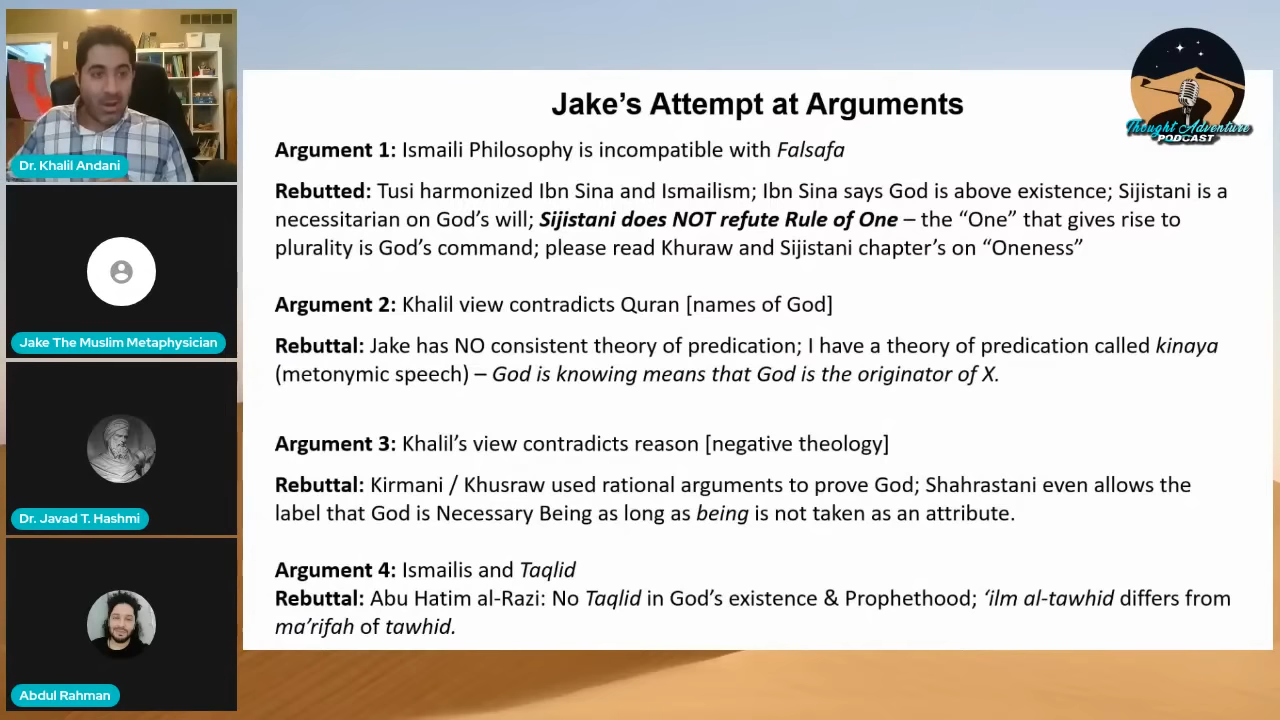 Jake's Attempt at Arguments
Thought Adventure
PODCAST
Argument 1: Ismaili Philosophy is incompatible with Falsafa
Rebutted: Tusi harmonized Ibn Sina and Ismailism; Ibn Sina says God is above existence; Sijistani is a
necessitarian on God's will; Sijistani does NOT refute Rule of One – the “One” that gives rise to
plurality is God's command; please read Khuraw and Sijistani chapter's on “Oneness”
Argument 2: Khalil view contradicts Quran [names of God]
Rebuttal: Jake has NO consistent theory of predication; I have a theory of predication called kinaya
(metonymic speech) – God is knowing means that God is the originator of X.
Argument 3: Khalil's view contradicts reason [negative theology]
Rebuttal: Kirmani / Khusraw used rational arguments to prove God; Shahrastani even allows the
label that God is Necessary Being as long as being is not taken as an attribute.
Argument 4: Ismailis and Taqlid
Rebuttal: Abu Hatim al-Razi: No Taqlid in God's existence & Prophethood; ‘ilm al-tawhid differs from
ma'rifah of tawhid.
Dr. Khalil Andani
Jake The Muslim Metaphysician
Dr. Javad T. Hashmi
Abdul Rahman